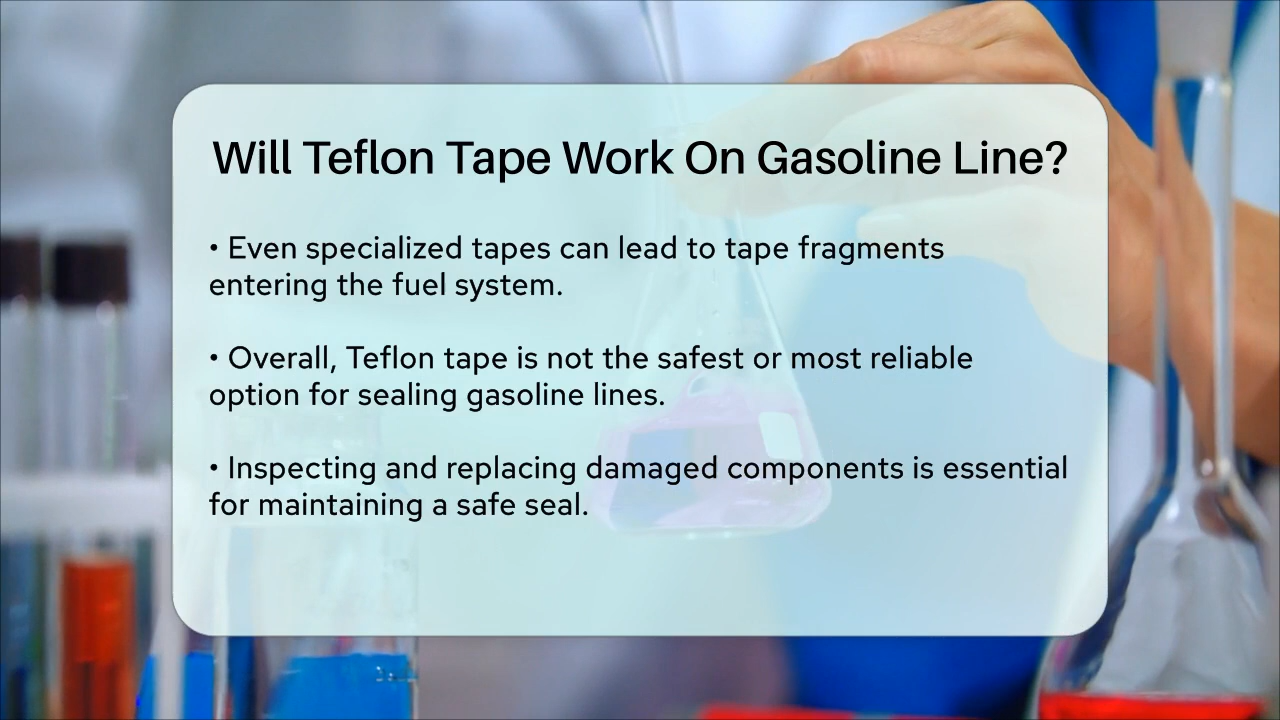 Will Teflon Tape Work On Gasoline Line?
• Even specialized tapes can lead to tape fragments
entering the fuel system.
• Overall, Teflon tape is not the safest or most reliable
option for sealing gasoline lines.
• Inspecting and replacing damaged components is essential
for maintaining a safe seal.